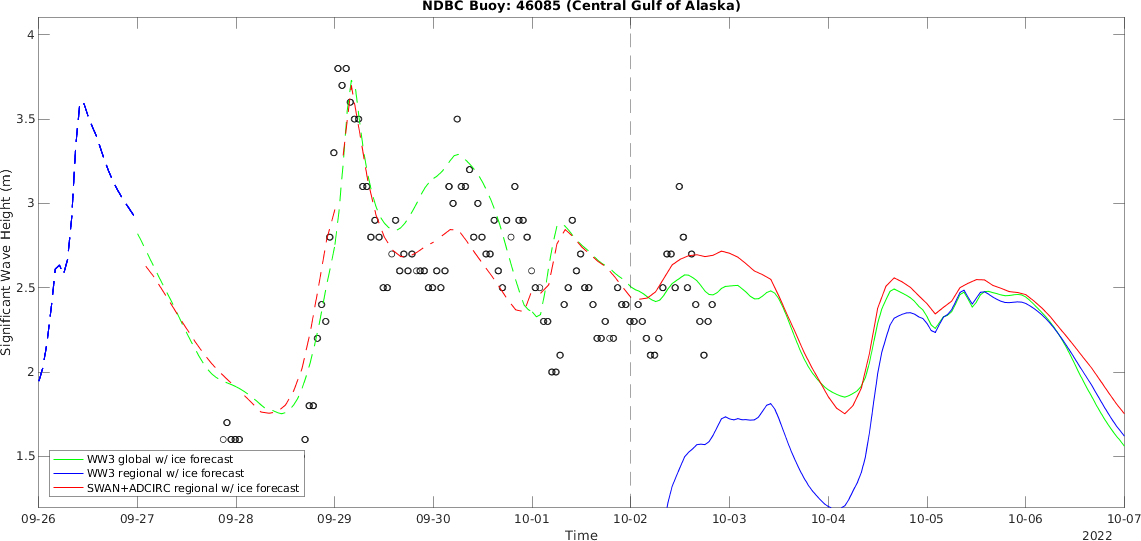 NDBC Buoy: 46085 (Central Gulf of Alaska)
4
3.5
3
2.5
2
1.5
Significant Wave Height (m)
WW3 global w/ ice forecast
WW3 regional w/ ice forecast
SWAN+ADCIRC regional w/ ice forecast
09-26 09-27 09-28 09-29 09-30 10-01 10-02 10-03 10-04 10-05 10-06 10-07
Time
2022